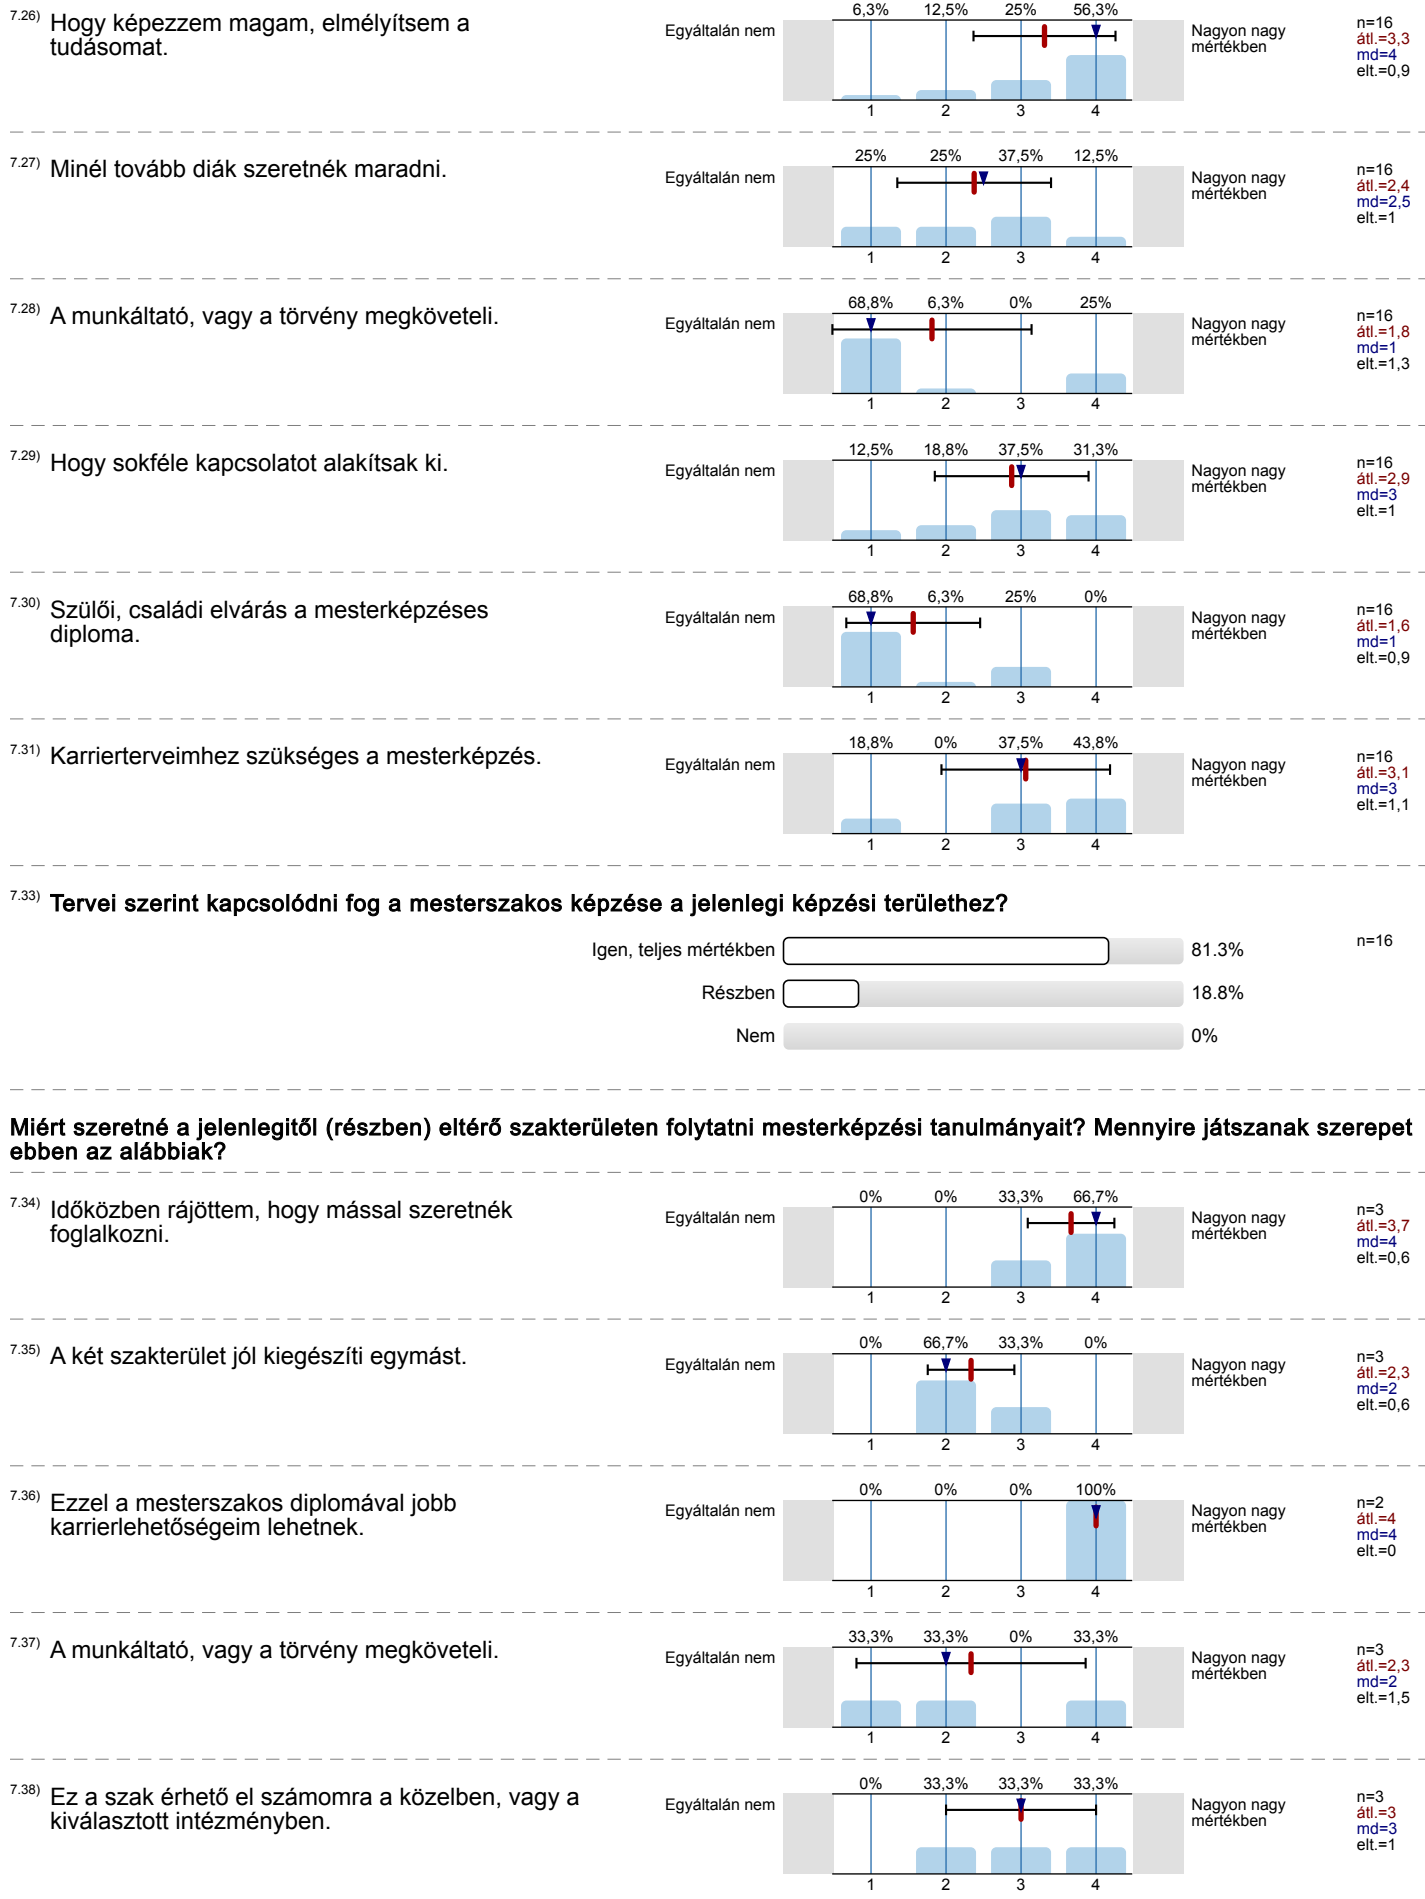 7.26) Hogy képezzem magam, elmélyítsem a
tudásomat.
Egyáltalán nem
6,3% 12,5% 25% 56,3%
1 2 3 4
Nagyon nagy
mértékben
n=16
átl.=3,3
md=4
elt.=0,9
7.27) Minél tovább diák szeretnék maradni.
Egyáltalán nem
25% 25% 37,5% 12,5%
1 2 3 4
Nagyon nagy
mértékben
n=16
átl.=2,4
md=2,5
elt.=1
7.28) A munkáltató, vagy a törvény megköveteli.
Egyáltalán nem
68,8% 6,3% 0% 25%
1 2 3 4
Nagyon nagy
mértékben
n=16
átl.=1,8
md=1
elt.=1,3
7.29) Hogy sokféle kapcsolatot alakítsak ki.
Egyáltalán nem
12,5% 18,8% 37,5% 31,3%
1 2 3 4
Nagyon nagy
mértékben
n=16
átl.=2,9
md=3
elt.=1
7.30) Szülői, családi elvárás a mesterképzéses
diploma.
Egyáltalán nem
68,8% 6,3% 25% 0%
1 2 3 4
Nagyon nagy
mértékben
n=16
átl.=1,6
md=1
elt.=0,9
7.31) Karrierterveimhez szükséges a mesterképzés.
Egyáltalán nem
18,8% 0% 37,5% 43,8%
1 2 3 4
Nagyon nagy
mértékben
n=16
átl.=3,1
md=3
elt.=1,1
7.33) Tervei szerint kapcsolódni fog a mesterszakos képzése a jelenlegi képzési területhez?
Igen, teljes mértékben 81.3% n=16
Részben 18.8%
Nem 0%
Miért szeretné a jelenlegitől (részben) eltérő szakterületen folytatni mesterképzési tanulmányait? Mennyire játszanak szerepet
ebben az alábbiak?
7.34) Időközben rájöttem, hogy mással szeretnék
foglalkozni.
Egyáltalán nem
0% 0% 33,3% 66,7%
1 2 3 4
Nagyon nagy
mértékben
n=3
átl.=3,7
md=4
elt.=0,6
7.35) A két szakterület jól kiegészíti egymást.
Egyáltalán nem
0% 66,7% 33,3% 0%
1 2 3 4
Nagyon nagy
mértékben
n=3
átl.=2,3
md=2
elt.=0,6
7.36) Ezzel a mesterszakos diplomával jobb
karrierlehetőségeim lehetnek.
Egyáltalán nem
0% 0% 0% 100%
1 2 3 4
Nagyon nagy
mértékben
n=2
átl.=4
md=4
elt.=0
7.37) A munkáltató, vagy a törvény megköveteli.
Egyáltalán nem
33,3% 33,3% 0% 33,3%
1 2 3 4
Nagyon nagy
mértékben
n=3
átl.=2,3
md=2
elt.=1,5
7.38) Ez a szak érhető el számomra a közelben, vagy a
kiválasztott intézményben.
Egyáltalán nem
0% 33,3% 33,3% 33,3%
1 2 3 4
Nagyon nagy
mértékben
n=3
átl.=3
md=3
elt.=1